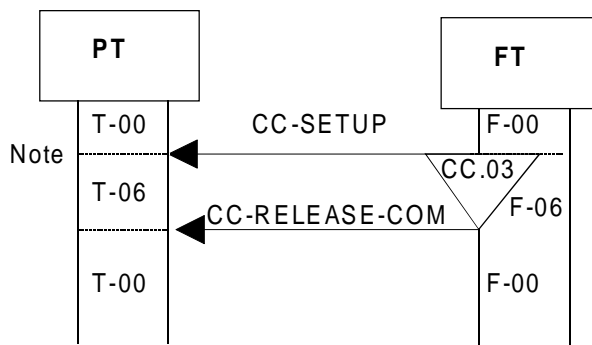 PT
FT
T-00
CC-SETUP
F-00
Note
CC.03
T-06
F-06
CC-RELEASE-COM
T-00
F-00